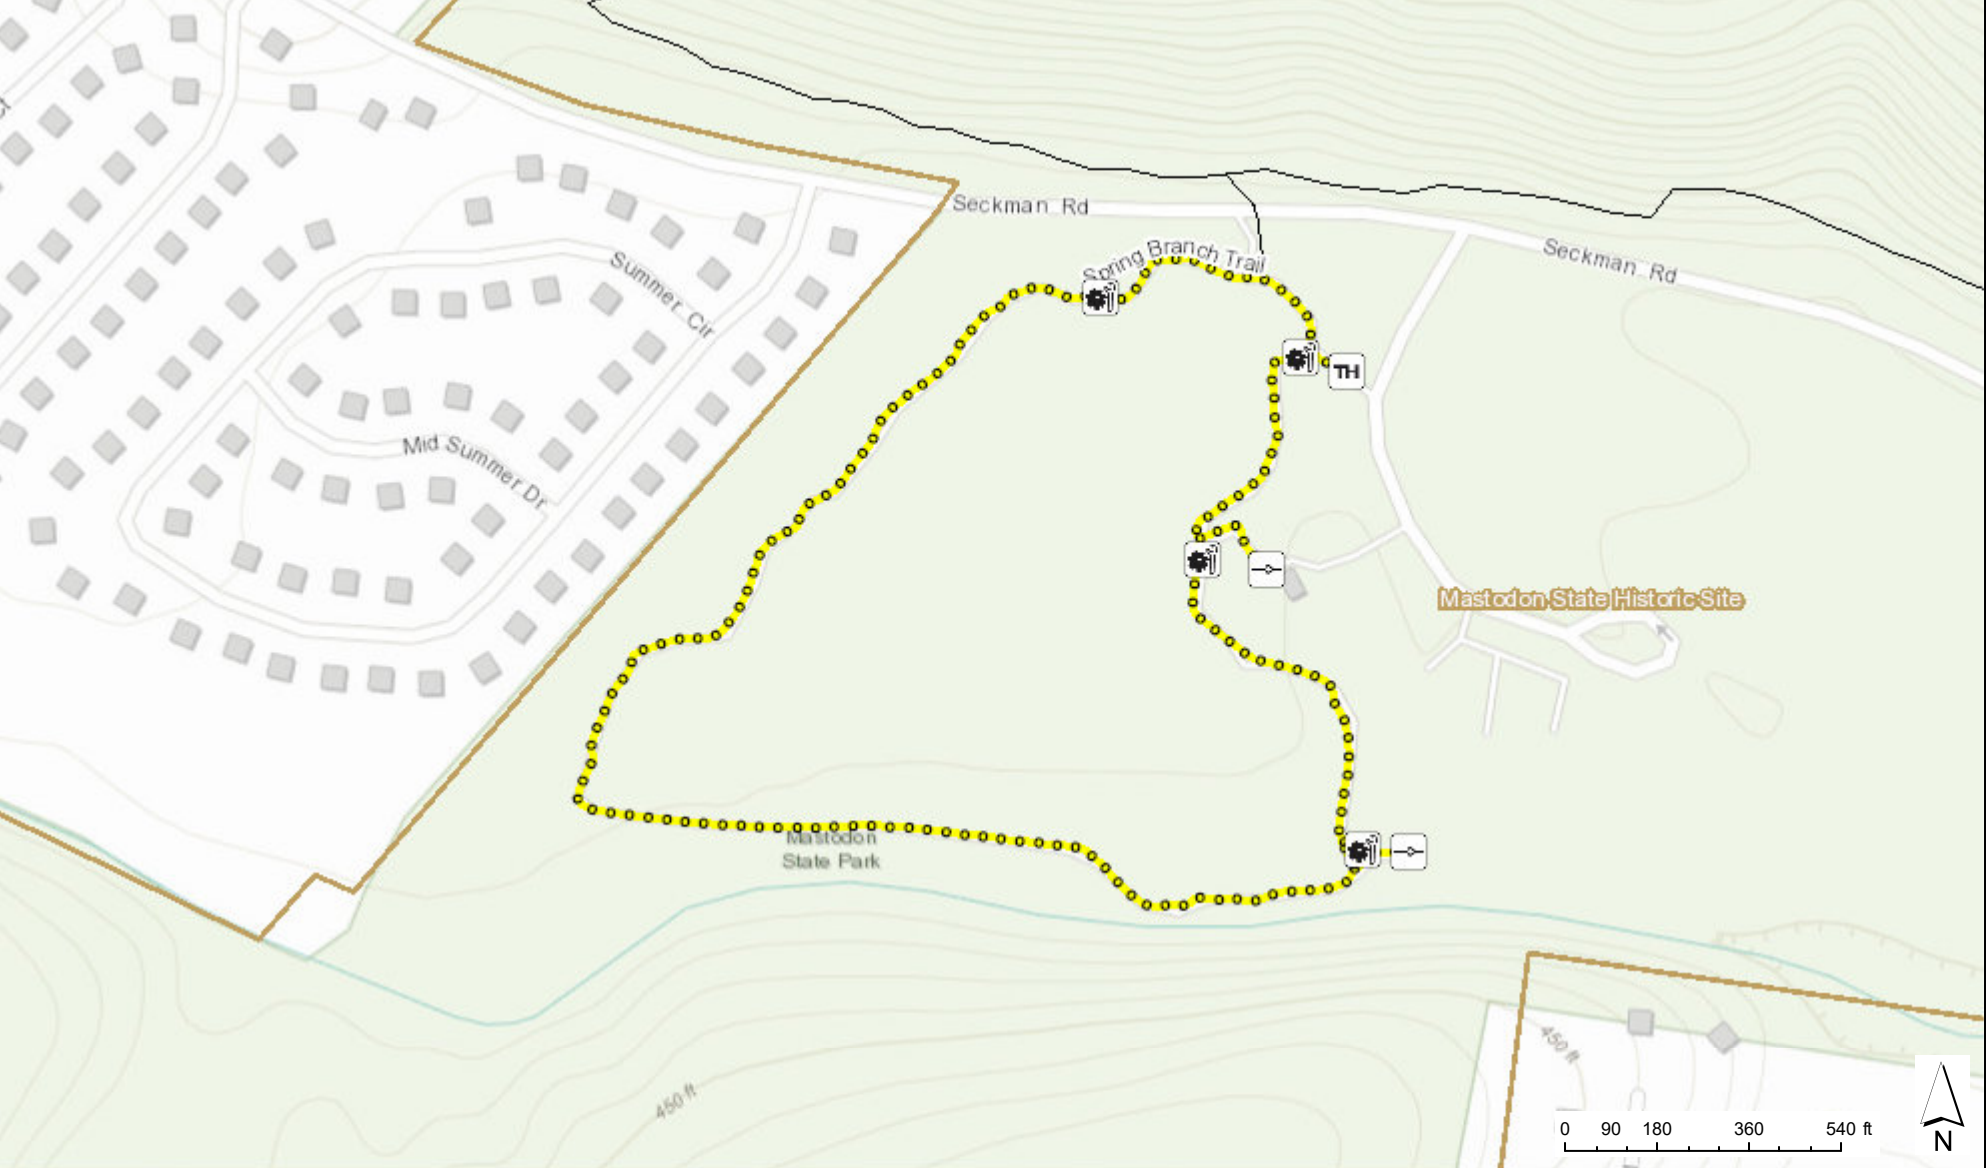 Seckman Rd
Spring Branch Trail
Seckman Rd
Summer Cir
TH
Mid Summer Dr
Mastodon State Historic Site
Mastodon
State Park
450 ft
450 ft
0 90 180 360 540 ft
N